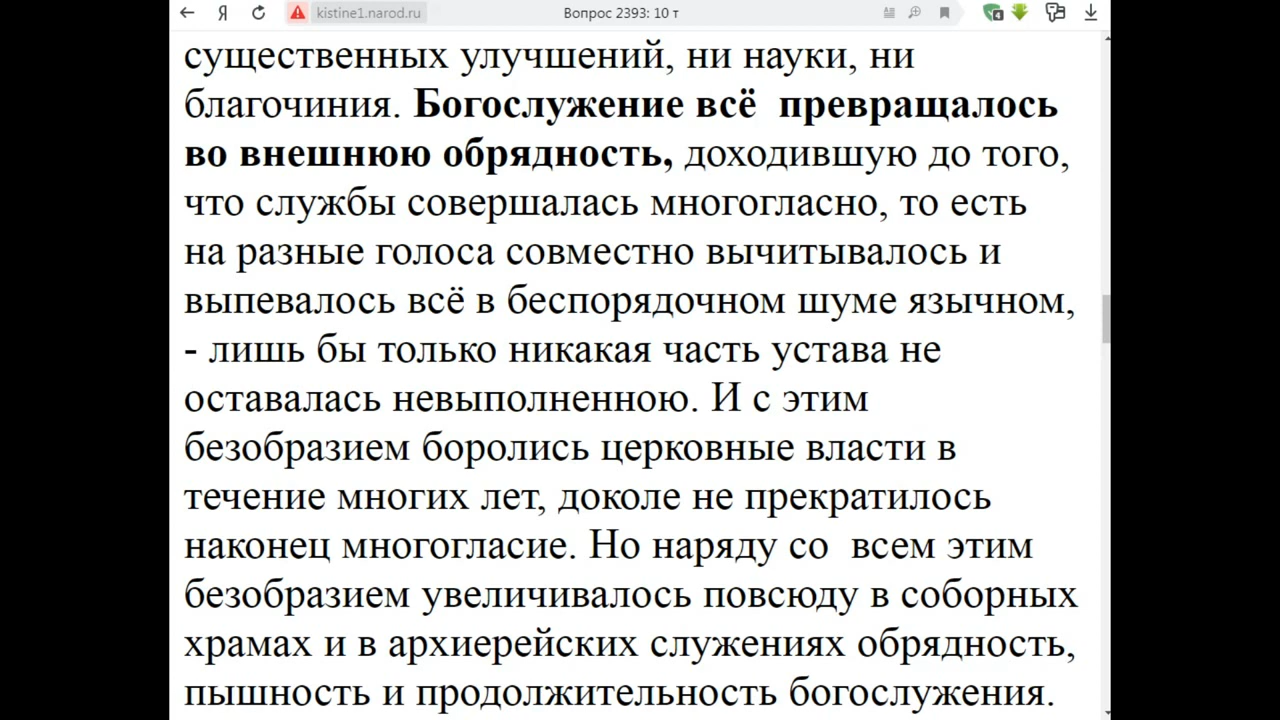 kistine1.narod.ru
Вопрос 2393: 10 т
существенных улучшений, ни науки, ни
благочиния. Богослужение всё превращалось
во внешнюю обрядность, доходившую до того,
что службы совершалась многогласно, то есть
на разные голоса совместно вычитывалось и
выпевалось всё в беспорядочном шуме язычном,
- лишь бы только никакая часть устава не
оставалась невыполненною. И с этим
безобразием боролись церковные власти в
течение многих лет, доколе не прекратилось
наконец многогласие. Но наряду со всем этим
безобразием увеличивалось повсюду в соборных
храмах и в архиерейских служениях обрядность,
пышность и продолжительность богослужения.